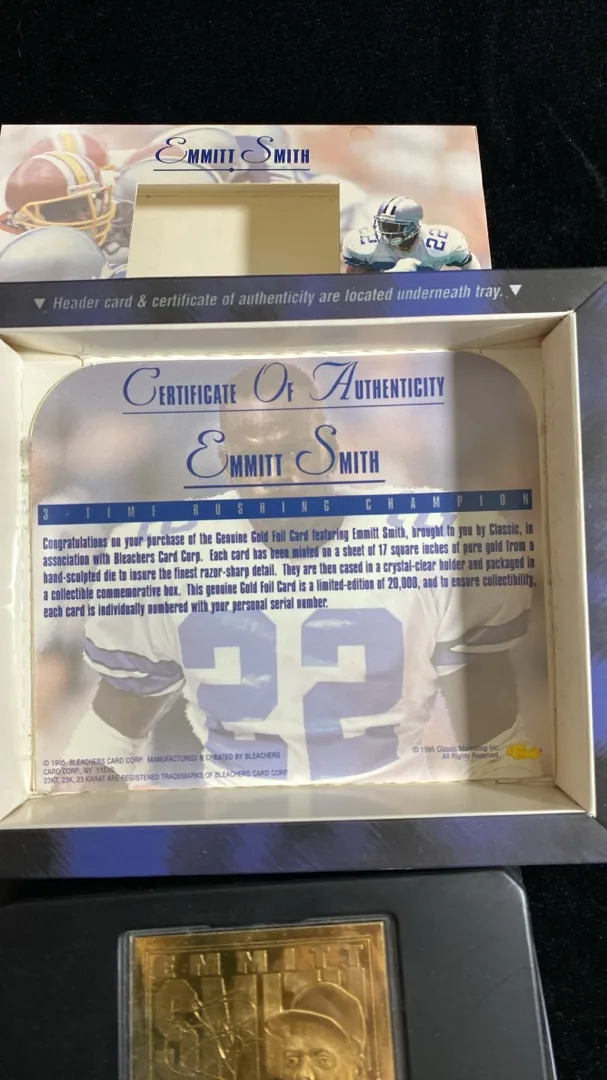 EMMITT SMITH
22
▼ Header card & certificate of authenticity are located underneath tray. ▼
CERTIFICATE OF AUTHENTICITY
EMMITT SMITH
3-TIME RUSHING CHAMPION
Congratulations on your purchase of the Genuine Gold Foil Card featuring Emmitt Smith, brought to you by Classic, in
association with Bleachers Card Corp. Each card has been minted on a sheet of 17 square inches of pure gold from a
hand-sculpted die to insure the finest razor-sharp detail. They are then cased in a crystal-clear holder and packaged in
a collectible commemorative box. This genuine Gold Foil Card is a limited-edition of 20,000, and to ensure collectibility,
each card is individually numbered with your personal serial number.
22
© 1995 BLEACHERS CARD CORP. MANUFACTURED & CREATED BY BLEACHERS
CARD CORP., NY 11510
23KT, 23K, 23 KARAT ARE REGISTERED TRADEMARKS OF BLEACHERS CARD CORP
© 1995 Classic Marketing Inc.
All Rights Reserved.
EMMITT